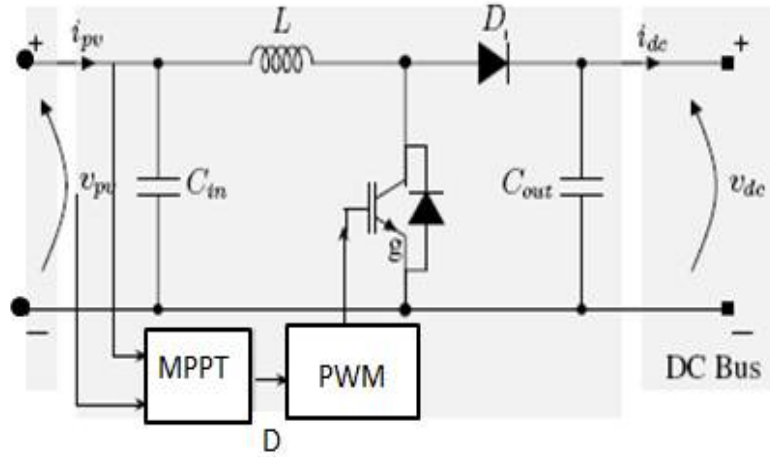 i_pv
L
D
i_dc
+
+
v_pv
C_in
g
C_out
v_dc
−
−
MPPT
PWM
DC Bus
D